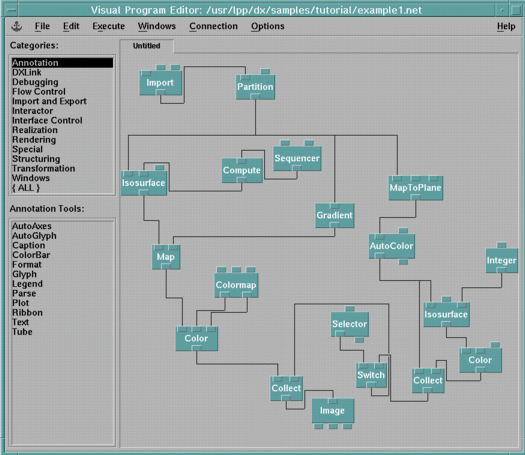 Visual Program Editor: /usr/lpp/dx/samples/tutorial/example1.net
File Edit Execute Windows Connection Options Help
Categories:
Annotation
DXLink
Debugging
Flow Control
Import and Export
Interactor
Interface Control
Realization
Rendering
Special
Structuring
Transformation
Windows
{ ALL }
Annotation Tools:
AutoAxes
AutoGlyph
Caption
ColorBar
Format
Glyph
Legend
Parse
Plot
Ribbon
Text
Tube
Untitled
Import
Partition
Sequencer
Compute
Isosurface
MapToPlane
Gradient
AutoColor
Map
Integer
Colormap
Isosurface
Selector
Color
Color
Switch
Collect
Collect
Image